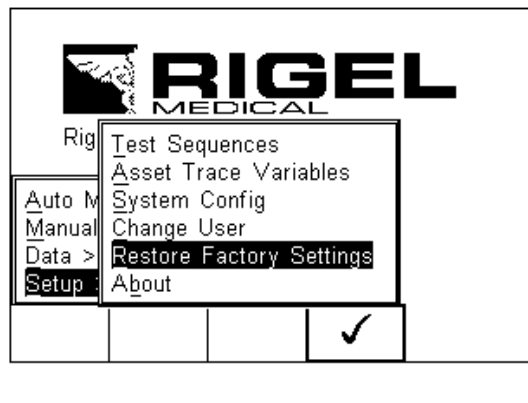 RIGEL
MEDICAL
Rig
Test Sequences
Asset Trace Variables
System Config
Change User
Restore Factory Settings
About
Auto M
Manual
Data >
Setup